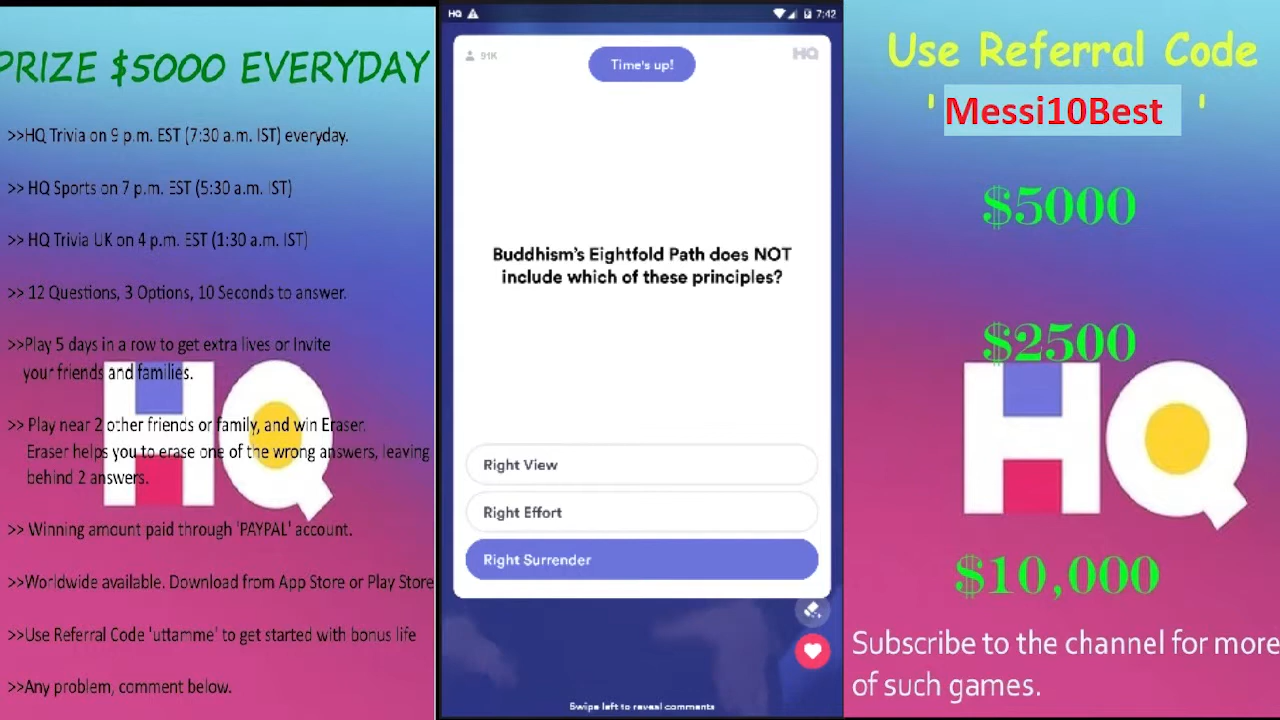 PRIZE $5000 EVERYDAY
>>HQ Trivia on 9 p.m. EST (7:30 a.m. IST) everyday.
>> HQ Sports on 7 p.m. EST (5:30 a.m. IST)
>> HQ Trivia UK on 4 p.m. EST (1:30 a.m. IST)
>> 12 Questions, 3 Options, 10 Seconds to answer.
>>Play 5 days in a row to get extra lives or Invite
your friends and families.
>> Play near 2 other friends or family, and win Eraser.
Eraser helps you to erase one of the wrong answers, leaving
behind 2 answers.
>> Winning amount paid through 'PAYPAL' account.
>>Worldwide available. Download from App Store or Play Store
>>Use Referral Code 'uttamme' to get started with bonus life
>>Any problem, comment below.
HQ
HQ 7:42
91K Time's up! HQ
Buddhism's Eightfold Path does NOT
include which of these principles?
Right View
Right Effort
Right Surrender
Swipe left to reveal comments
Use Referral Code
' Messi10Best '
$5000
$2500
HQ
$10,000
Subscribe to the channel for more
of such games.